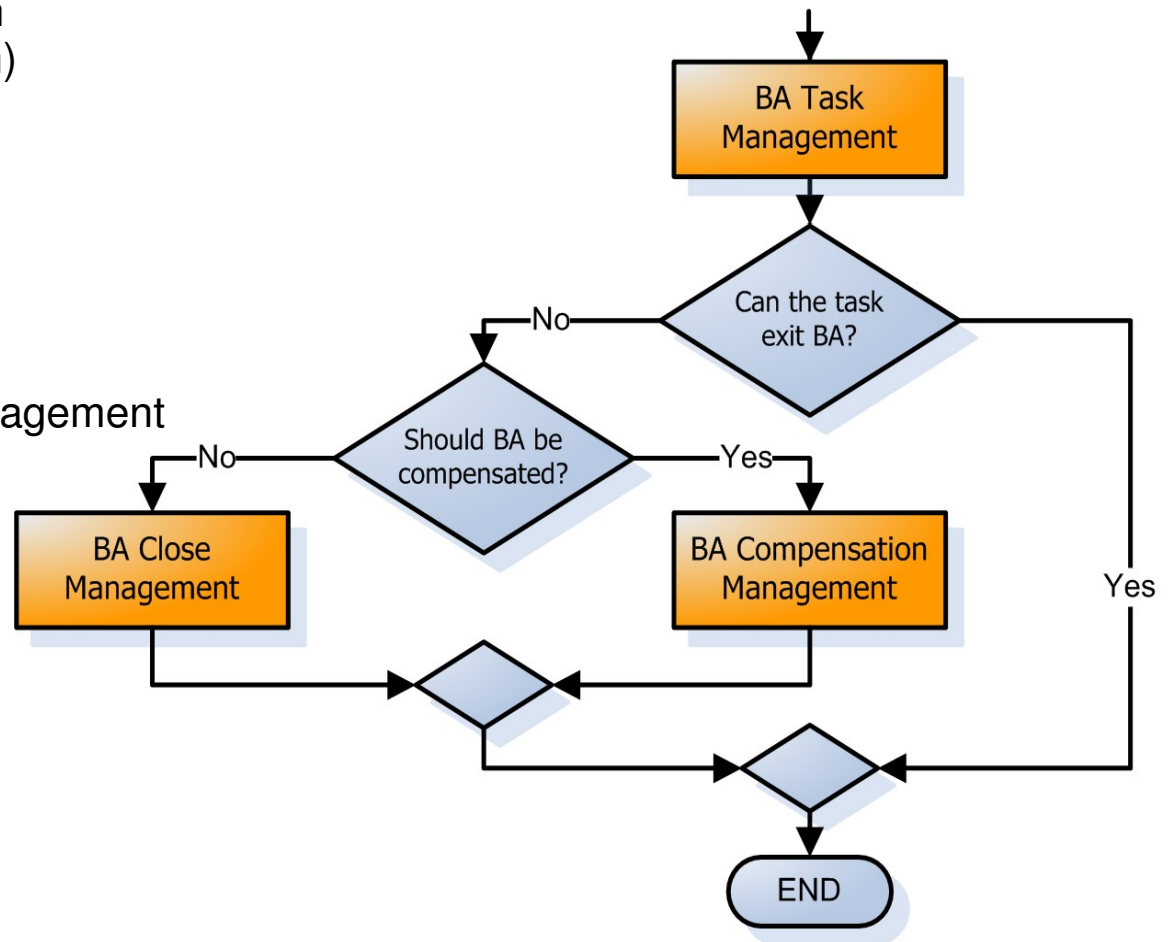 BA Task
Management
Can the task
exit BA?
No
Should BA be
compensated?
No
Yes
BA Close
Management
BA Compensation
Management
Yes
END